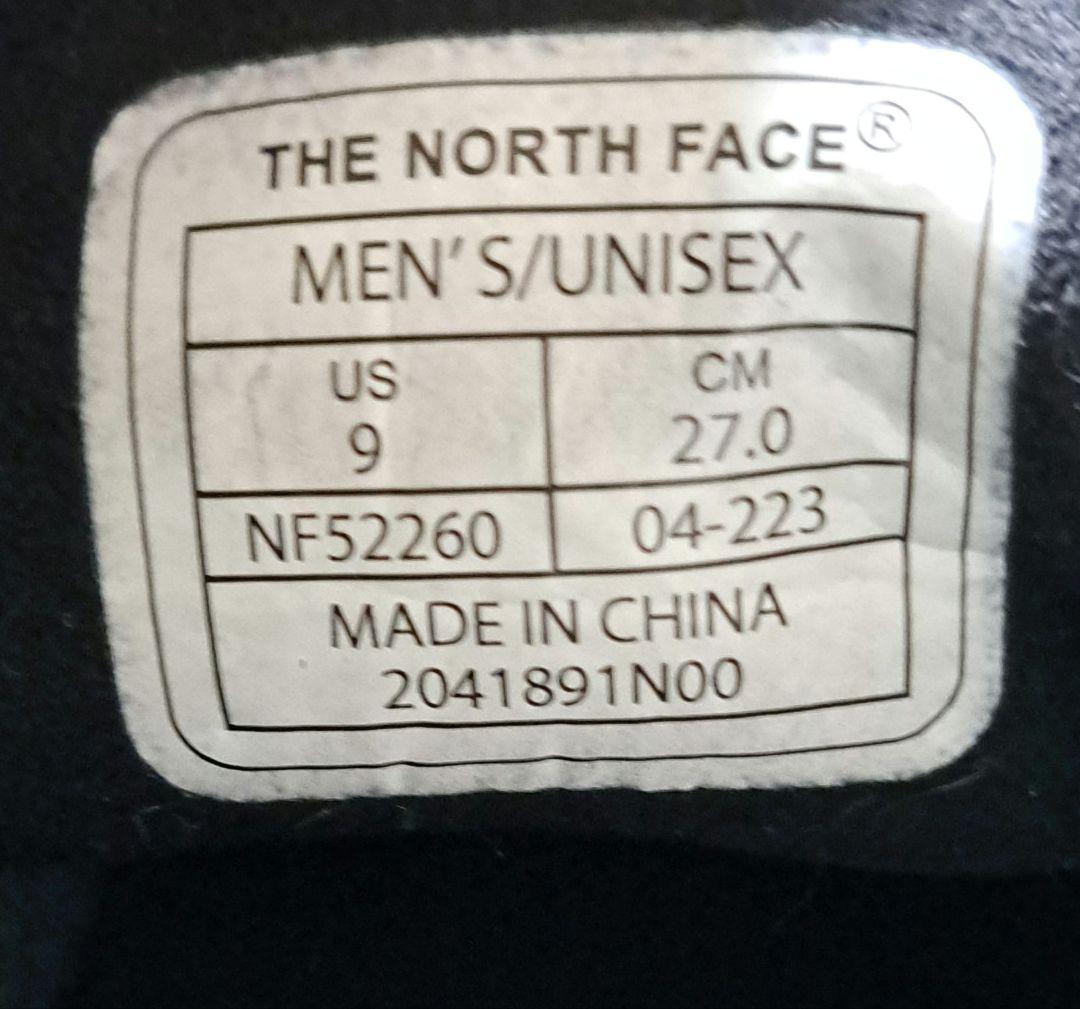 THE NORTH FACE®
MEN'S/UNISEX
US CM
9 27.0
NF52260 04-223
MADE IN CHINA
2041891N00